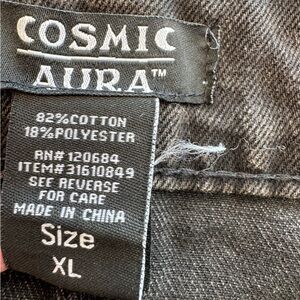 COSMIC
AURA™
82%COTTON
18%POLYESTER
RN# 120684
ITEM#31610849
SEE REVERSE
FOR CARE
MADE IN CHINA
Size
XL